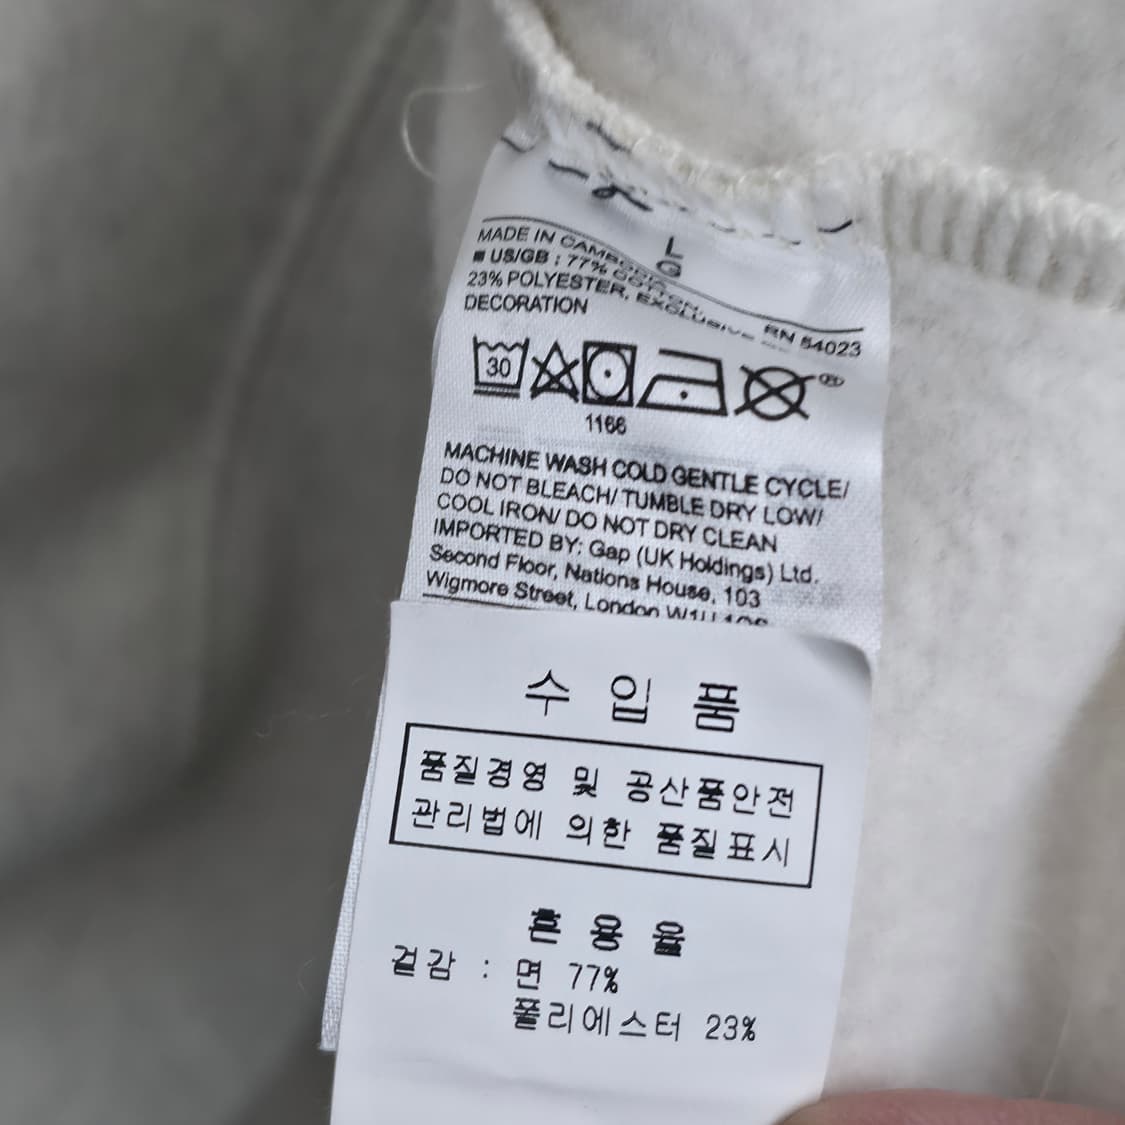 L
G
MADE IN CAMBODIA
RN 54023
■ US/GB : 77% COTTON,
23% POLYESTER, EXCLUSIVE
DECORATION
30
1166
MACHINE WASH COLD GENTLE CYCLE/
DO NOT BLEACH/ TUMBLE DRY LOW/
COOL IRON/ DO NOT DRY CLEAN
IMPORTED BY: Gap (UK Holdings) Ltd.
Second Floor, Nations House, 103
Wigmore Street, London
수 입 품
품질경영 및 공산품안전
관리법에 의한 품질표시
혼 용 율
겉감 : 면 77%
폴리에스터 23%